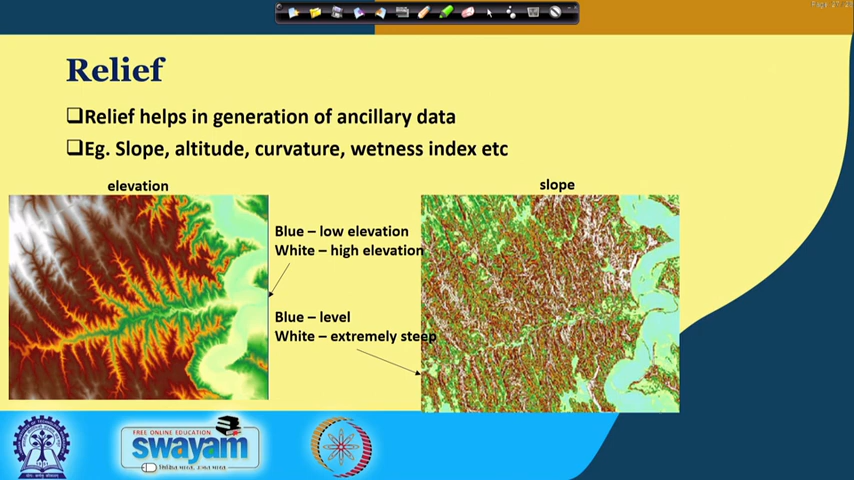 Relief
❑Relief helps in generation of ancillary data
❑Eg. Slope, altitude, curvature, wetness index etc
elevation
slope
Blue – low elevation
White – high elevation
Blue – level
White – extremely steep
FREE ONLINE EDUCATION
swayam